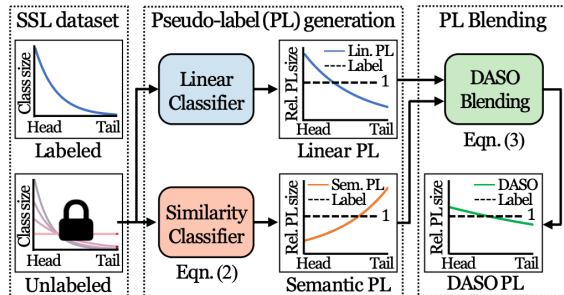 SSL dataset
Class size
Head Tail
Labeled
Class size
Head Tail
Unlabeled
Pseudo-label (PL) generation
Linear
Classifier
Rel. PL size
Lin. PL
Label
1
Head Tail
Linear PL
Similarity
Classifier
Eqn. (2)
Rel. PL size
Sem. PL
Label
1
Head Tail
Semantic PL
PL Blending
DASO
Blending
Eqn. (3)
Rel. PL size
DASO
Label
1
Head Tail
DASO PL